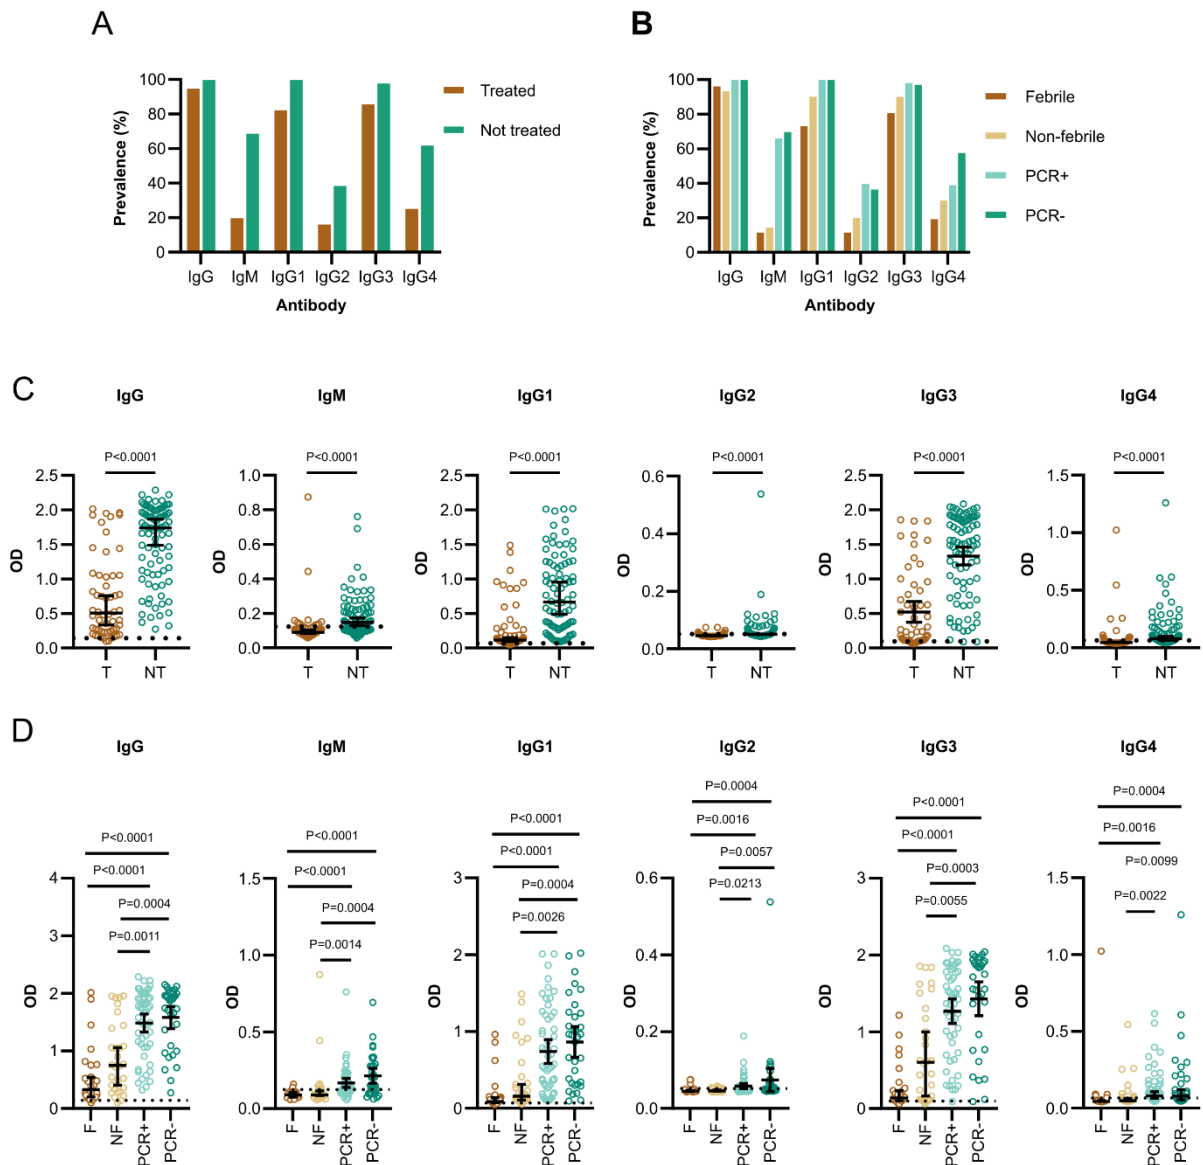 A
B
100
80
60
40
20
0
Prevalence (%)
IgG IgM IgG1 IgG2 IgG3 IgG4
Antibody
Treated
Not treated
100
80
60
40
20
0
Prevalence (%)
IgG IgM IgG1 IgG2 IgG3 IgG4
Antibody
Febrile
Non-febrile
PCR+
PCR-
C
IgG
P<0.0001
2.5
2.0
1.5
1.0
0.5
0.0
OD
T NT
IgM
P<0.0001
1.0
0.8
0.6
0.4
0.2
0.0
OD
T NT
IgG1
P<0.0001
2.5
2.0
1.5
1.0
0.5
0.0
OD
T NT
IgG2
P<0.0001
0.6
0.4
0.2
0.0
OD
T NT
IgG3
P<0.0001
2.5
2.0
1.5
1.0
0.5
0.0
OD
T NT
IgG4
P<0.0001
1.5
1.0
0.5
0.0
OD
T NT
D
IgG
P<0.0001
P<0.0001
P=0.0004
P=0.0011
4
3
2
1
0
OD
F NF PCR+ PCR-
IgM
P<0.0001
P<0.0001
P=0.0004
P=0.0014
1.5
1.0
0.5
0.0
OD
F NF PCR+ PCR-
IgG1
P<0.0001
P<0.0001
P=0.0004
P=0.0026
3
2
1
0
OD
F NF PCR+ PCR-
IgG2
P=0.0004
P=0.0016
P=0.0057
P=0.0213
0.6
0.4
0.2
0.0
OD
F NF PCR+ PCR-
IgG3
P<0.0001
P<0.0001
P=0.0003
P=0.0055
3
2
1
0
OD
F NF PCR+ PCR-
IgG4
P=0.0004
P=0.0016
P=0.0099
P=0.0022
1.5
1.0
0.5
0.0
OD
F NF PCR+ PCR-